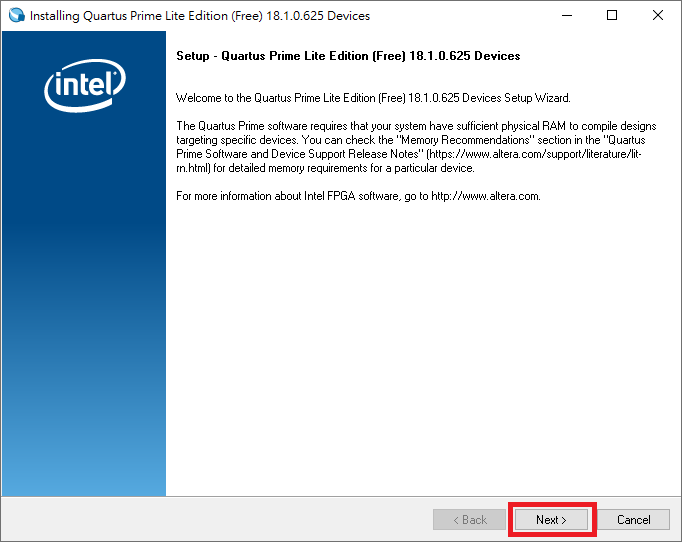 Installing Quartus Prime Lite Edition (Free) 18.1.0.625 Devices
intel
Setup - Quartus Prime Lite Edition (Free) 18.1.0.625 Devices
Welcome to the Quartus Prime Lite Edition (Free) 18.1.0.625 Devices Setup Wizard.
The Quartus Prime software requires that your system have sufficient physical RAM to compile designs
targeting specific devices. You can check the "Memory Recommendations" section in the "Quartus
Prime Software and Device Support Release Notes" (https://www.altera.com/support/literature/lit-
rn.html) for detailed memory requirements for a particular device.
For more information about Intel FPGA software, go to http://www.altera.com.
< Back
Next >
Cancel